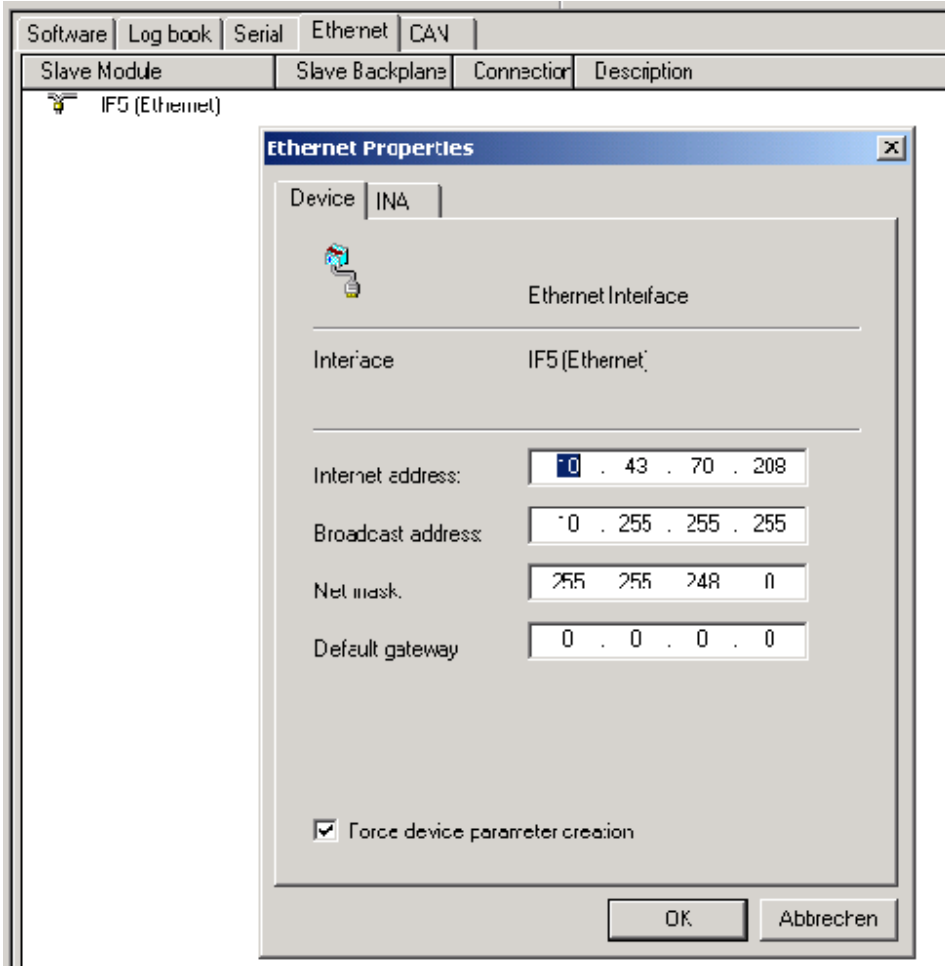 Software Log book Serial Ethernet CAN
Slave Module Slave Backplane Connection Description
IF5 (Ethernet)
Ethernet Properties
Device INA
Ethernet Interface
Interface IF5 (Ethernet)
Internet address: 10 . 43 . 70 . 208
Broadcast address: 10 . 255 . 255 . 255
Net mask: 255 255 248 0
Default gateway 0 . 0 . 0 . 0
Force device parameter creation
OK Abbrechen